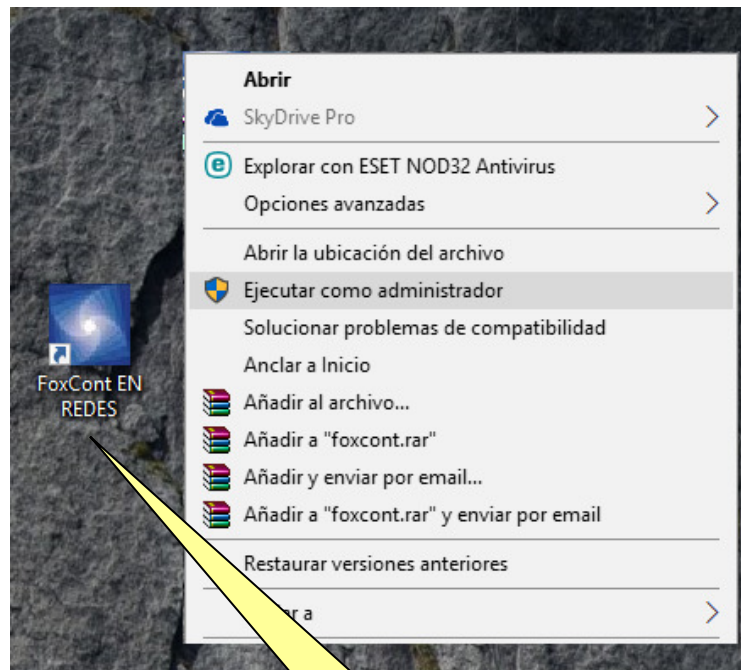 Abrir
SkyDrive Pro
Explorar con ESET NOD32 Antivirus
Opciones avanzadas
Abrir la ubicación del archivo
Ejecutar como administrador
Solucionar problemas de compatibilidad
Anclar a Inicio
Añadir al archivo...
Añadir a "foxcont.rar"
Añadir y enviar por email...
Añadir a "foxcont.rar" y enviar por email
Restaurar versiones anteriores
a
FoxCont EN
REDES